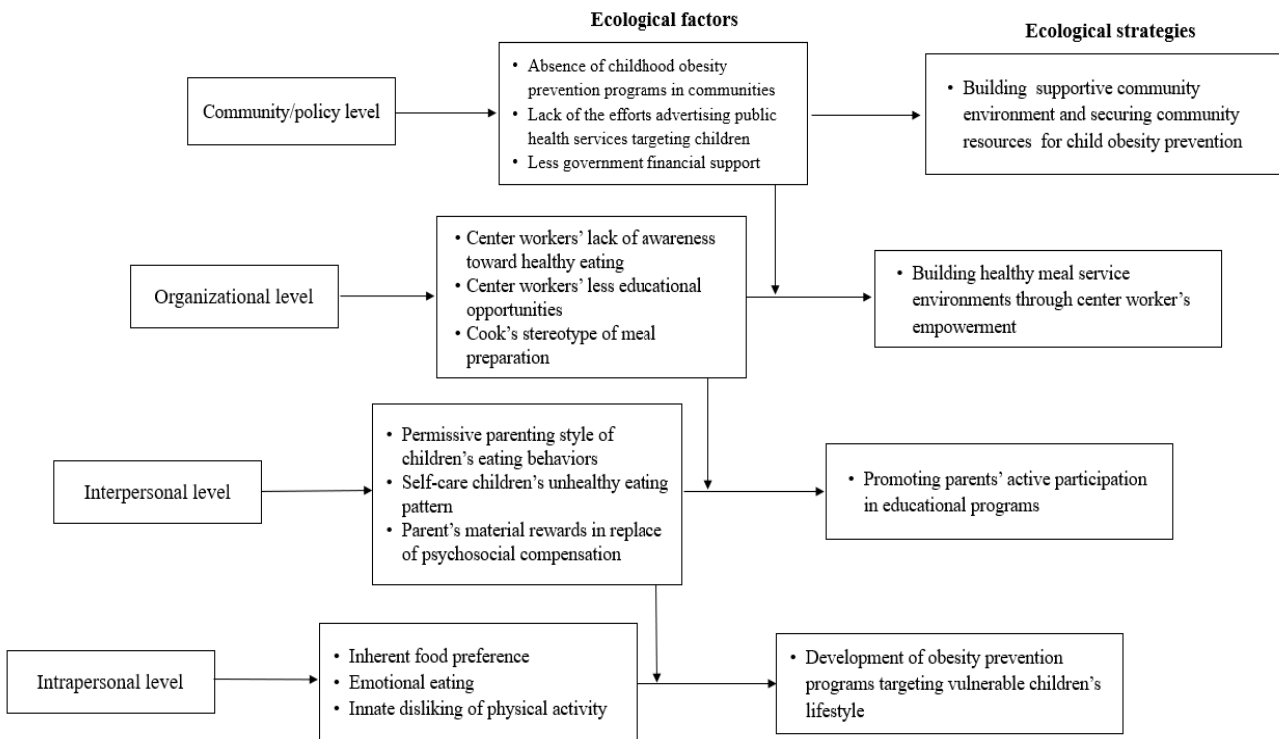 Ecological factors
Ecological strategies
Community/policy level
• Absence of childhood obesity
prevention programs in communities
• Lack of the efforts advertising public
health services targeting children
• Less government financial support
• Building supportive community
environment and securing community
resources for child obesity prevention
Organizational level
• Center workers’ lack of awareness
toward healthy eating
• Center workers’ less educational
opportunities
• Cook’s stereotype of meal
preparation
• Building healthy meal service
environments through center worker’s
empowerment
Interpersonal level
• Permissive parenting style of
children’s eating behaviors
• Self-care children’s unhealthy eating
pattern
• Parent’s material rewards in replace
of psychosocial compensation
• Promoting parents’ active participation
in educational programs
Intrapersonal level
• Inherent food preference
• Emotional eating
• Innate disliking of physical activity
• Development of obesity prevention
programs targeting vulnerable children’s
lifestyle